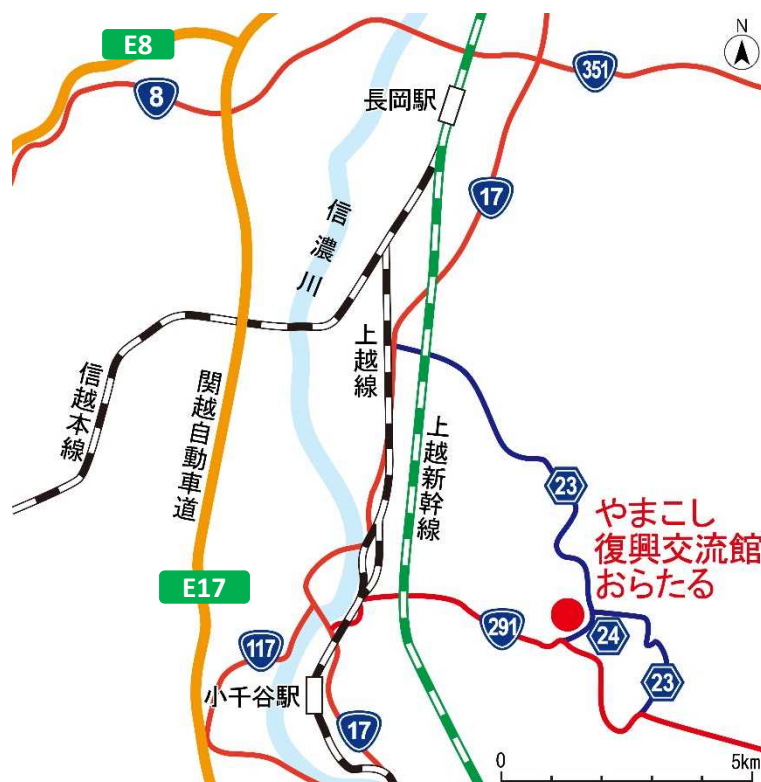 E8
N
8
351
長岡駅
17
信濃川
信越本線
関越自動車道
上越線
上越新幹線
23
やまこし
復興交流館
おらたる
E17
291
24
117
23
小千谷駅
17
0
5km